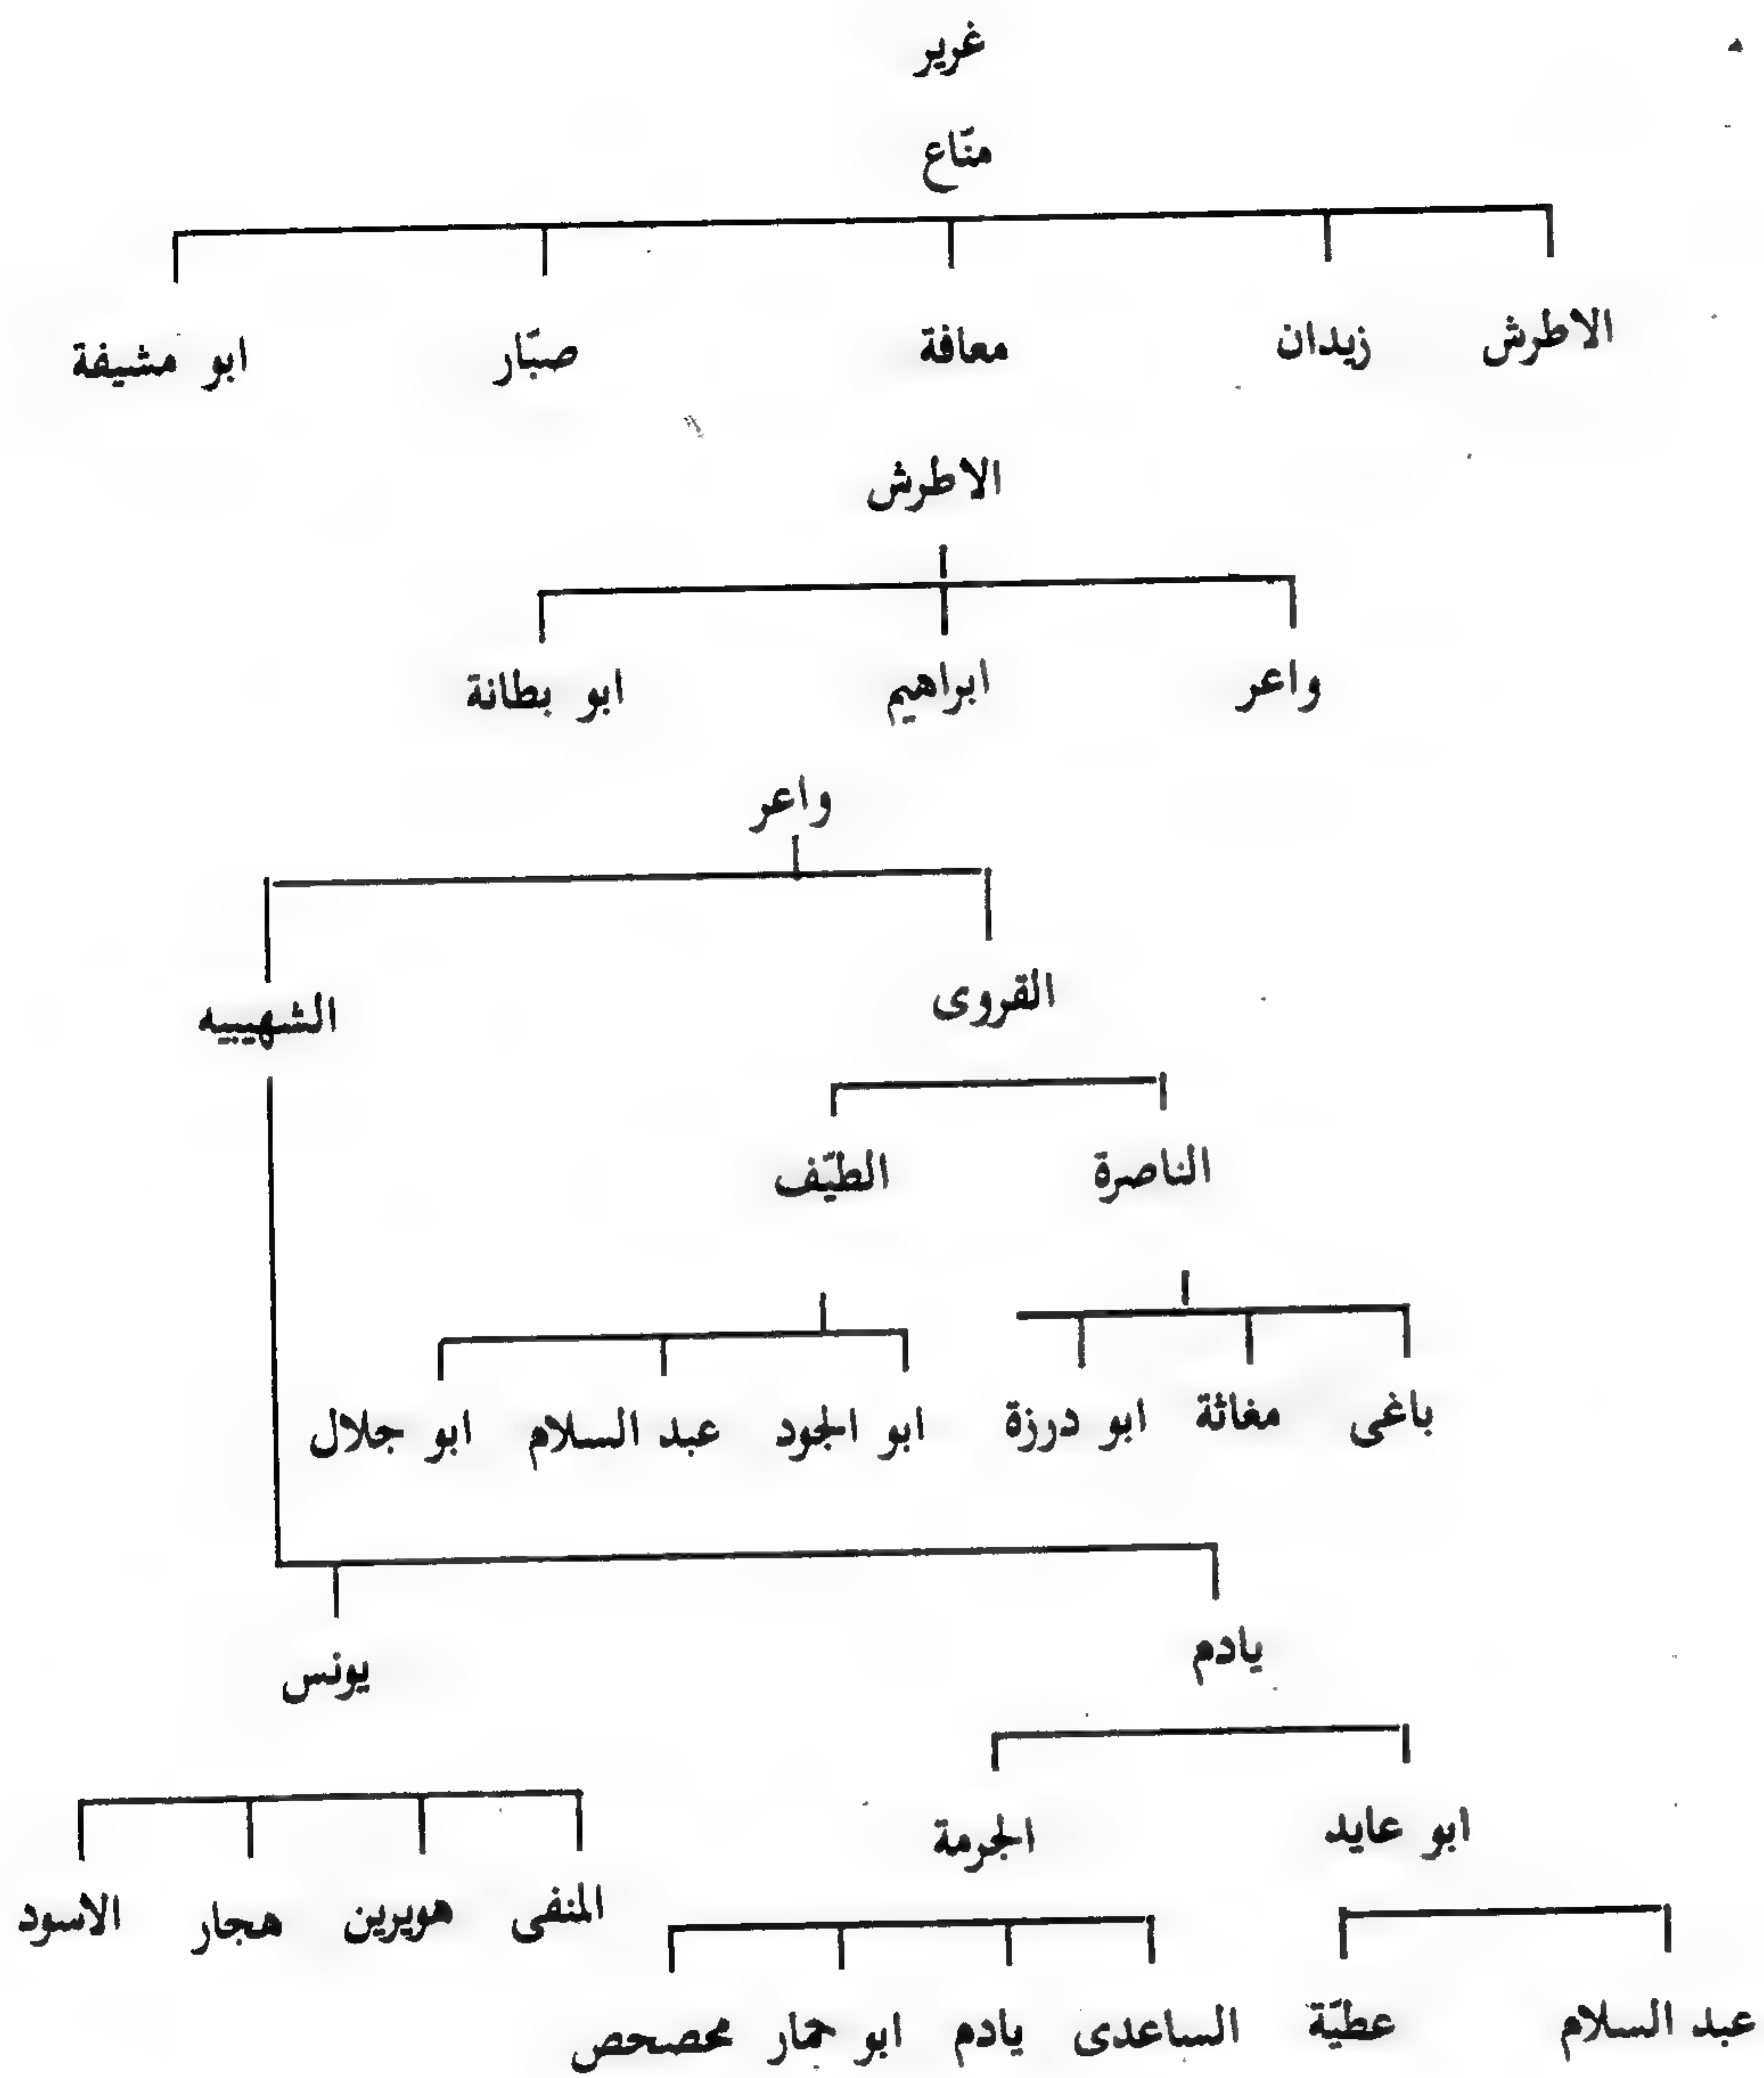 غرير
منّاع
الاطرش زيدان معافة صبّار ابو مشيفة
الاطرش
واعر ابراهيم ابو بطانة
واعر
القروى الشهيبيه
الناصرة الطيّف
باغى مغاثة ابو درزة ابو الجود عبد السلام ابو جلال
يادم يونس
ابو عايد الجرمة
المنفى هويرين هجار الاسود
عبد السلام عطيّة الساعدى يادم ابو حمار محصحص